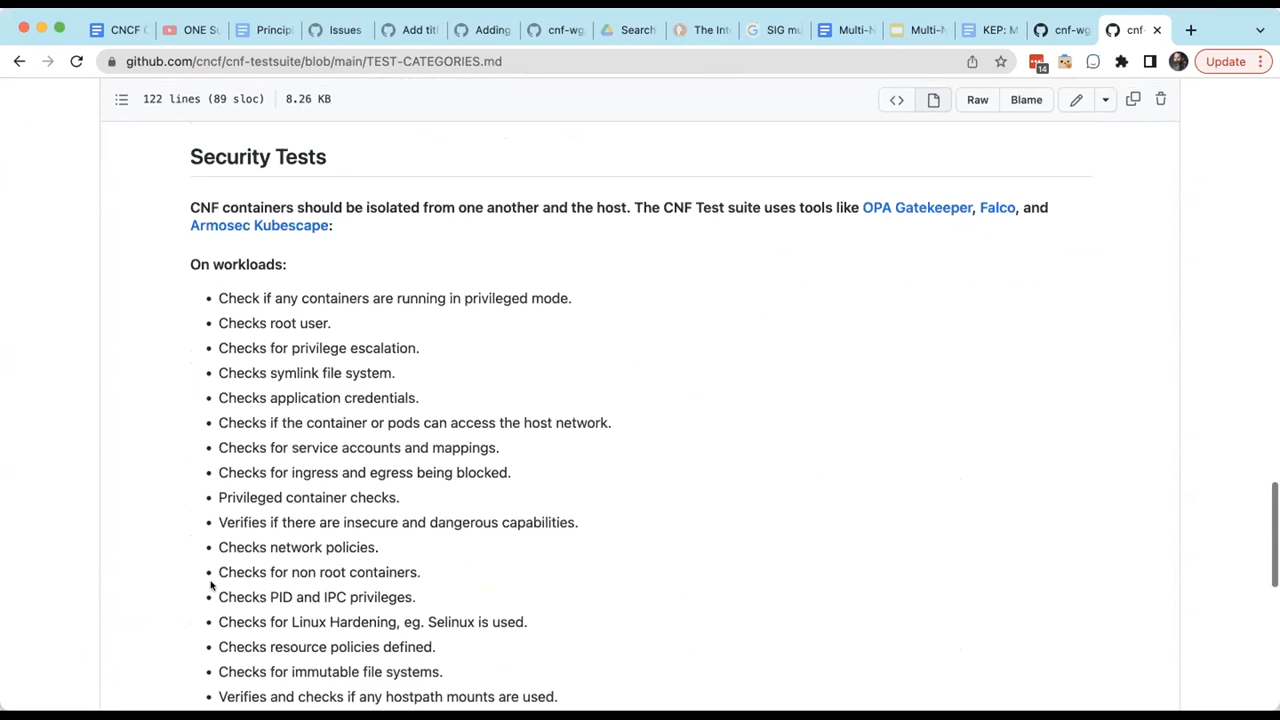 CNCF
ONE Su
Princip
Issues
Add titl
Adding
cnf-wg
Search
The Int
SIG mu
Multi-N
Multi-N
KEP: M
cnf-wg
cnf-
github.com/cncf/cnf-testsuite/blob/main/TEST-CATEGORIES.md
14
Update
122 lines (89 sloc) 8.26 KB
Raw
Blame
Security Tests
CNF containers should be isolated from one another and the host. The CNF Test suite uses tools like OPA Gatekeeper, Falco, and
Armosec Kubescape:
On workloads:
• Check if any containers are running in privileged mode.
• Checks root user.
• Checks for privilege escalation.
• Checks symlink file system.
• Checks application credentials.
• Checks if the container or pods can access the host network.
• Checks for service accounts and mappings.
• Checks for ingress and egress being blocked.
• Privileged container checks.
• Verifies if there are insecure and dangerous capabilities.
• Checks network policies.
• Checks for non root containers.
• Checks PID and IPC privileges.
• Checks for Linux Hardening, eg. Selinux is used.
• Checks resource policies defined.
• Checks for immutable file systems.
• Verifies and checks if any hostpath mounts are used.